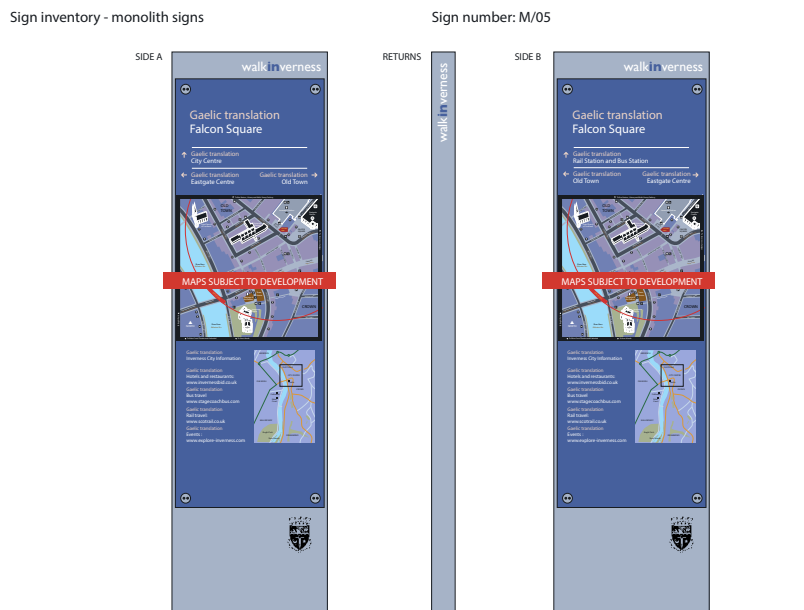 Sign inventory - monolith signs
Sign number: M/05
SIDE A
RETURNS
SIDE B
walkinverness
walkinverness
walkinverness
Gaelic translation
Falcon Square
Gaelic translation
City Centre
Gaelic translation
Eastgate Centre
Gaelic translation
Old Town
MAPS SUBJECT TO DEVELOPMENT
Gaelic translation
Inverness City Information
Gaelic translation
Hotels and restaurants:
www.invernessbid.co.uk
Gaelic translation
Bus travel:
www.stagecoachbus.com
Gaelic translation
Rail travel:
www.scotrail.co.uk
Gaelic translation
Events :
www.explore-inverness.com
Gaelic translation
Falcon Square
Gaelic translation
Rail Station and Bus Station
Gaelic translation
Old Town
Gaelic translation
Eastgate Centre
MAPS SUBJECT TO DEVELOPMENT
Gaelic translation
Inverness City Information
Gaelic translation
Hotels and restaurants:
www.invernessbid.co.uk
Gaelic translation
Bus travel:
www.stagecoachbus.com
Gaelic translation
Rail travel:
www.scotrail.co.uk
Gaelic translation
Events :
www.explore-inverness.com